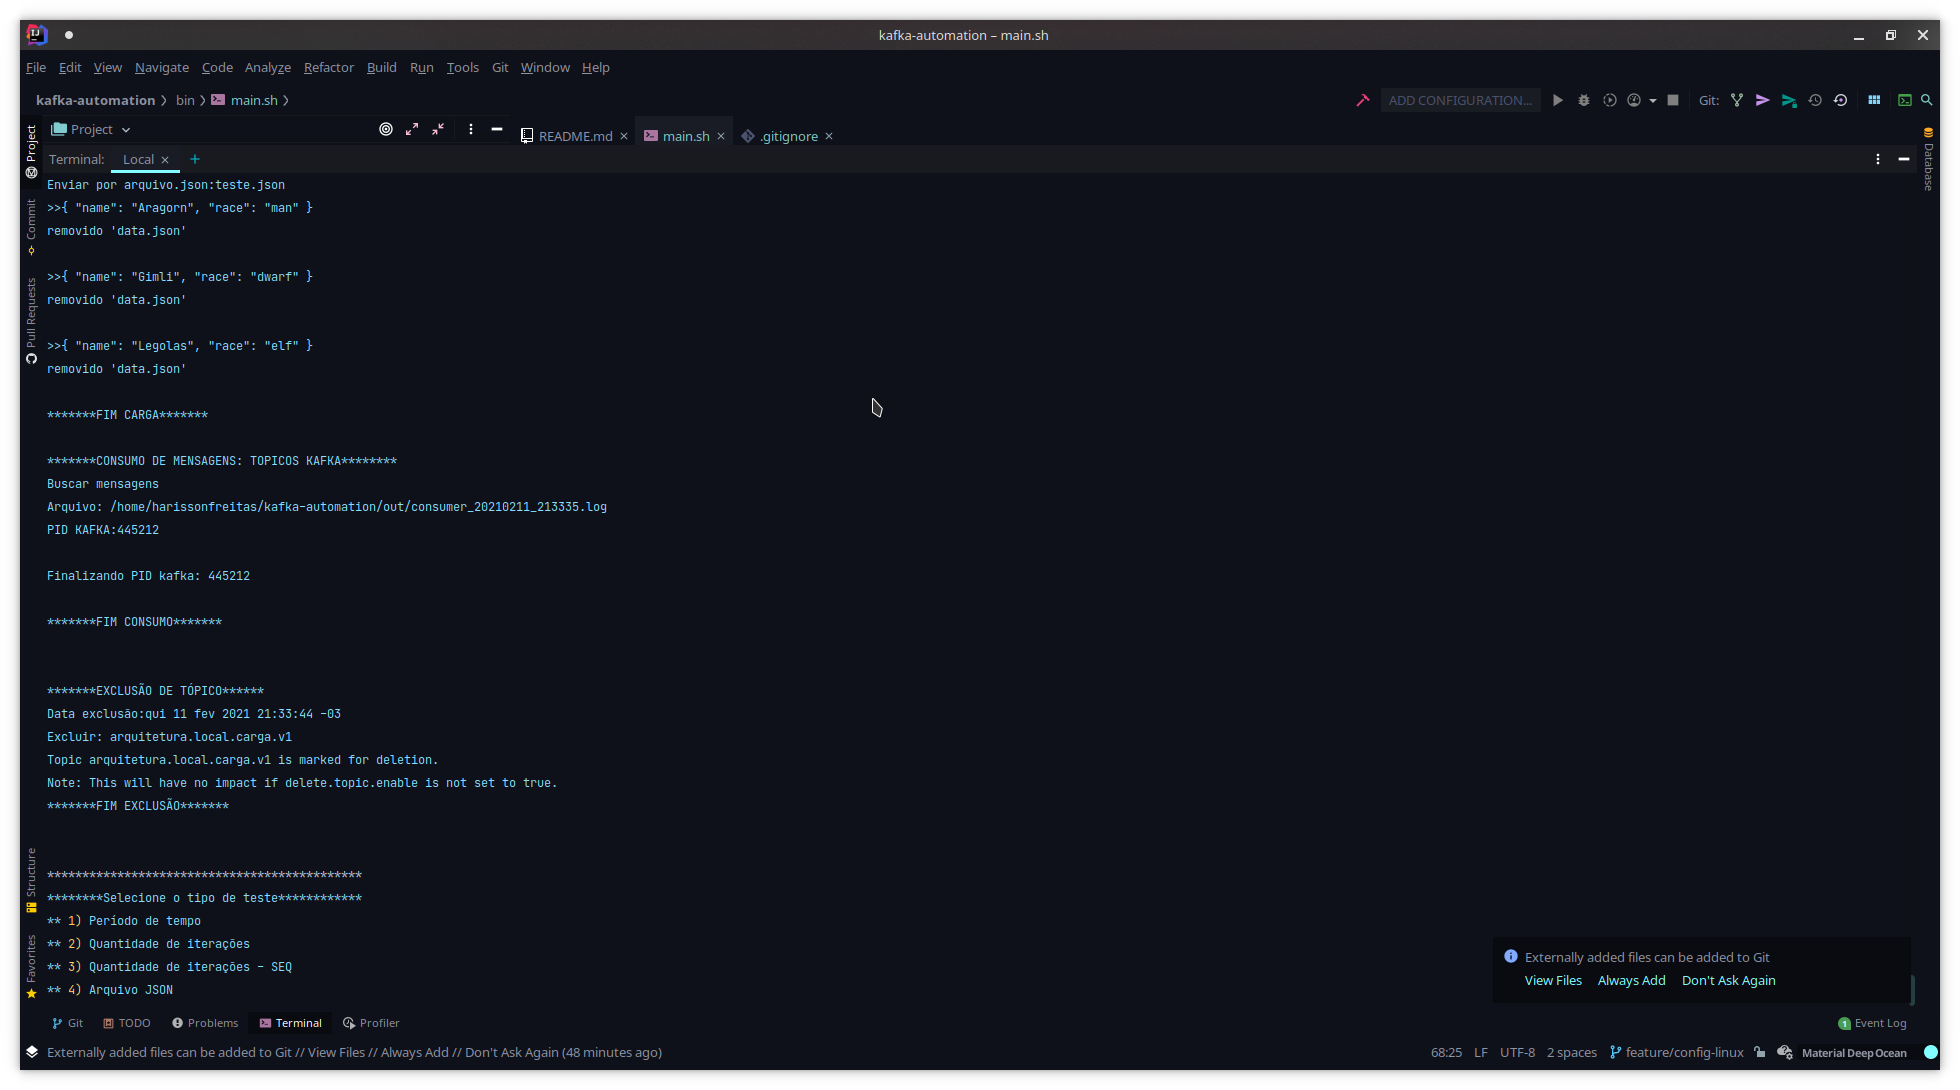 kafka-automation – main.sh
File Edit View Navigate Code Analyze Refactor Build Run Tools Git Window Help
kafka-automation bin main.sh
ADD CONFIGURATION... Git:
Project
README.md main.sh .gitignore
Terminal: Local
Project
Commit
Pull Requests
Structure
Favorites
Database
Enviar por arquivo.json:teste.json
>>{ "name": "Aragorn", "race": "man" }
removido 'data.json'
>>{ "name": "Gimli", "race": "dwarf" }
removido 'data.json'
>>{ "name": "Legolas", "race": "elf" }
removido 'data.json'
*******FIM CARGA*******
*******CONSUMO DE MENSAGENS: TOPICOS KAFKA********
Buscar mensagens
Arquivo: /home/harissonfreitas/kafka-automation/out/consumer_20210211_213335.log
PID KAFKA:445212
Finalizando PID kafka: 445212
*******FIM CONSUMO*******
*******EXCLUSÃO DE TÓPICO******
Data exclusão:qui 11 fev 2021 21:33:44 -03
Excluir: arquitetura.local.carga.v1
Topic arquitetura.local.carga.v1 is marked for deletion.
Note: This will have no impact if delete.topic.enable is not set to true.
*******FIM EXCLUSÃO*******
*********************************************
********Selecione o tipo de teste************
** 1) Período de tempo
** 2) Quantidade de iterações
** 3) Quantidade de iterações - SEQ
** 4) Arquivo JSON
Externally added files can be added to Git
View Files Always Add Don't Ask Again
Git TODO Problems Terminal Profiler
1 Event Log
Externally added files can be added to Git // View Files // Always Add // Don't Ask Again (48 minutes ago)
68:25 LF UTF-8 2 spaces feature/config-linux Material Deep Ocean